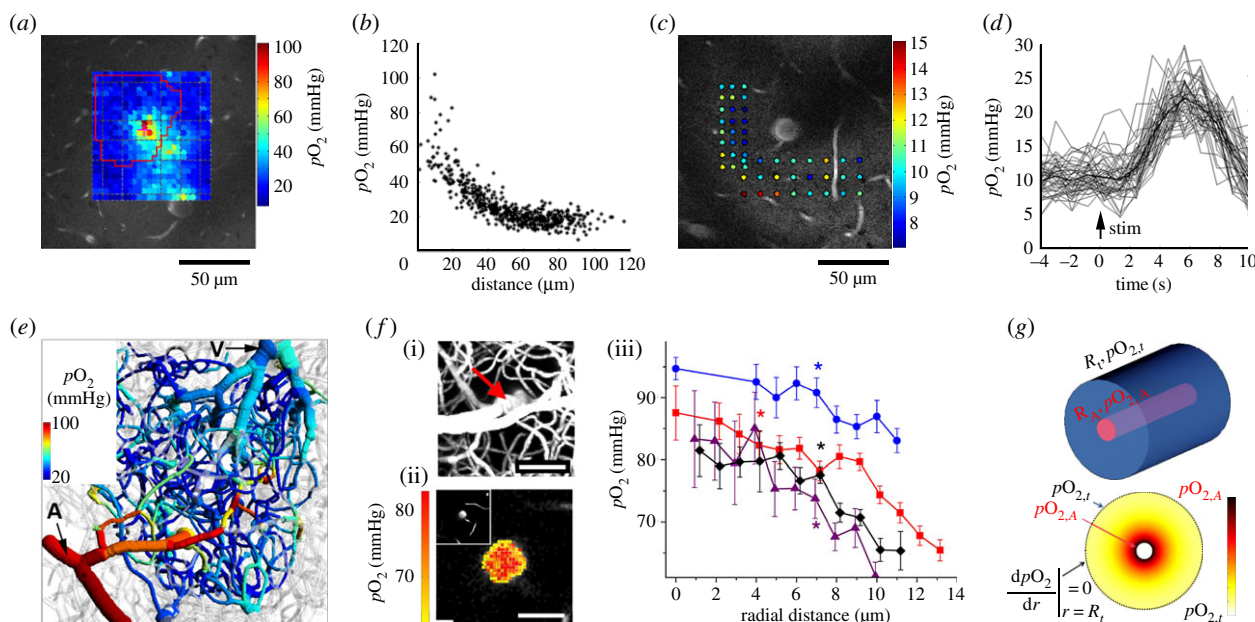 (a)
100
80
60
40
20
pO2 (mmHg)
50 µm
(b)
120
100
80
60
40
20
0
pO2 (mmHg)
20 40 60 80 100 120
distance (µm)
(c)
15
14
13
12
11
10
9
8
pO2 (mmHg)
50 µm
(d)
30
25
20
15
10
5
0
pO2 (mmHg)
stim
–4 –2 0 2 4 6 8 10
time (s)
(e)
V
pO2
(mmHg)
100
20
A
(f)
(i)
(ii)
80
70
pO2 (mmHg)
(iii)
95
90
85
80
75
70
65
pO2 (mmHg)
* * * *
0 2 4 6 8 10 12 14
radial distance (µm)
(g)
Rt, pO2,t
RA, pO2,A
pO2,t
pO2,A
pO2,A
dpO2
dr
= 0
r = Rt
pO2,t